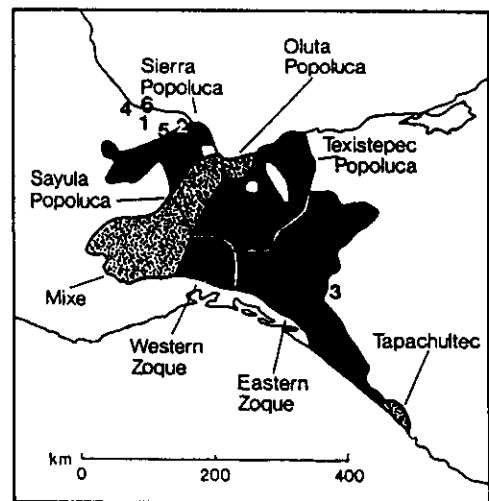 Sierra
Popoluca
Oluta
Popoluca
4 6
1
5 2
Texistepec
Popoluca
Sayula
Popoluca
Mixe
3
Western
Zoque
Eastern
Zoque
Tapachultec
km
0 200 400